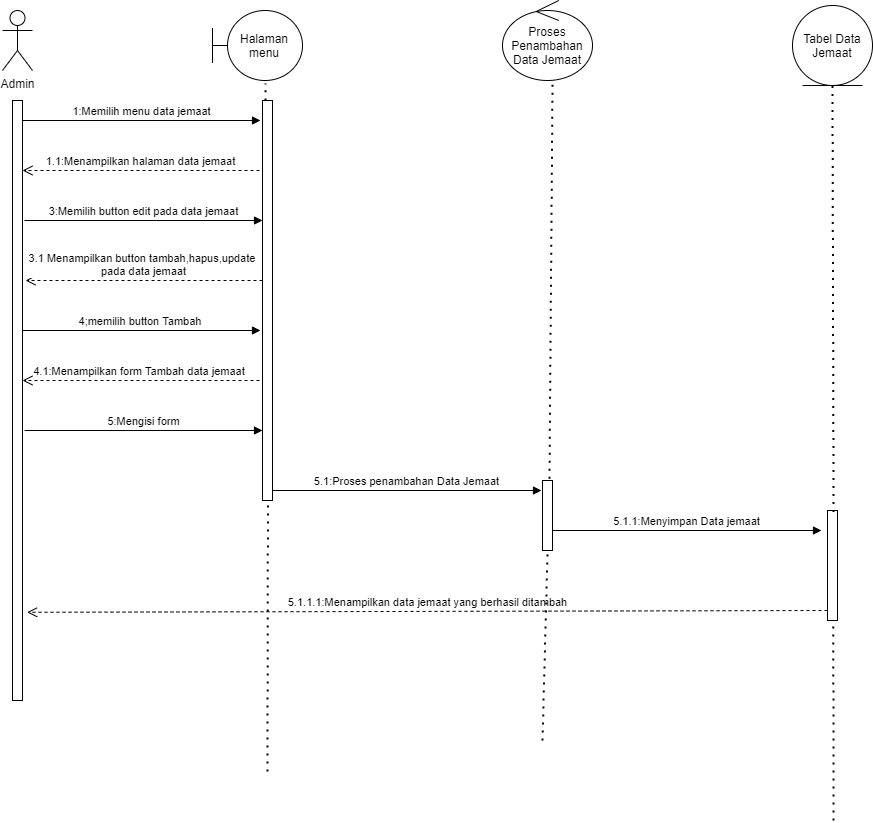 Admin
Halaman
menu
Proses
Penambahan
Data Jemaat
Tabel Data
Jemaat
1:Memilih menu data jemaat
1.1:Menampilkan halaman data jemaat
3:Memilih button edit pada data jemaat
3.1 Menampilkan button tambah,hapus,update
pada data jemaat
4;memilih button Tambah
4.1:Menampilkan form Tambah data jemaat
5:Mengisi form
5.1:Proses penambahan Data Jemaat
5.1.1:Menyimpan Data jemaat
5.1.1.1:Menampilkan data jemaat yang berhasil ditambah